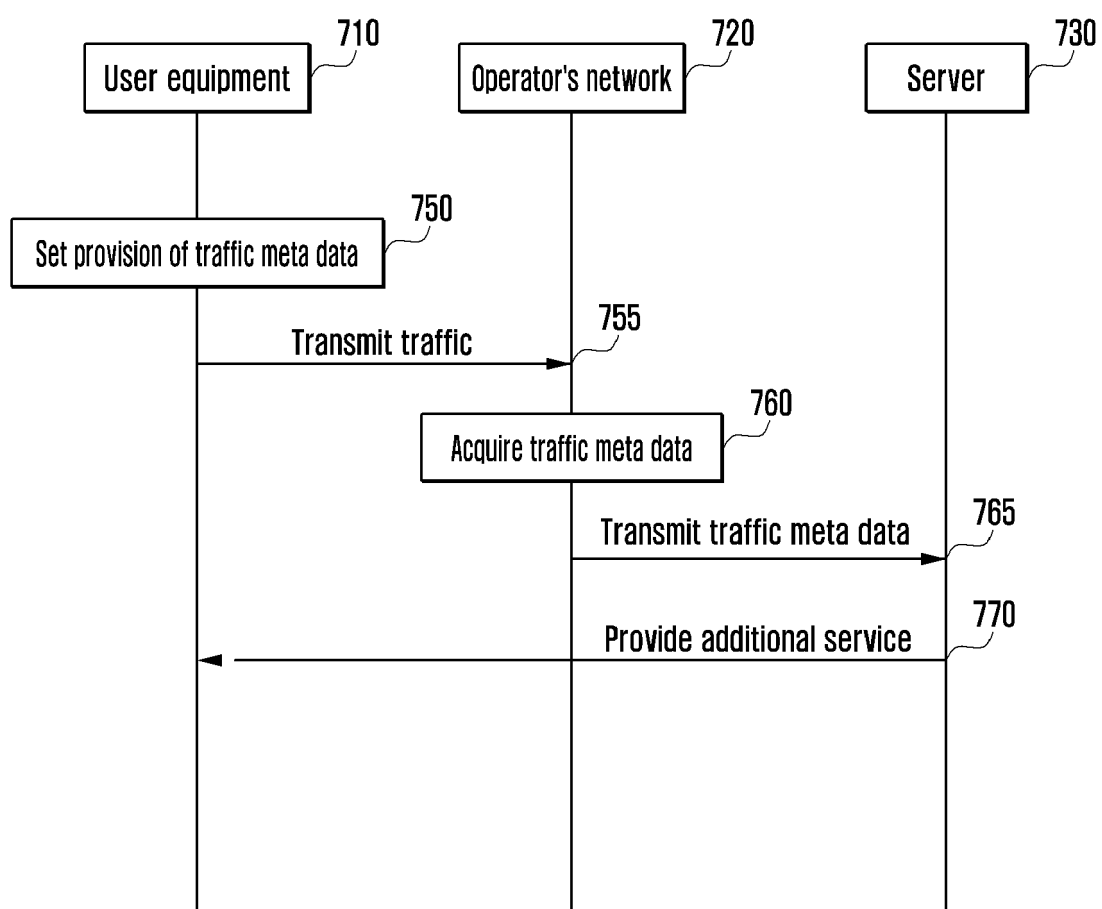 710
720
730
User equipment
Operator's network
Server
750
Set provision of traffic meta data
755
Transmit traffic
760
Acquire traffic meta data
765
Transmit traffic meta data
770
Provide additional service